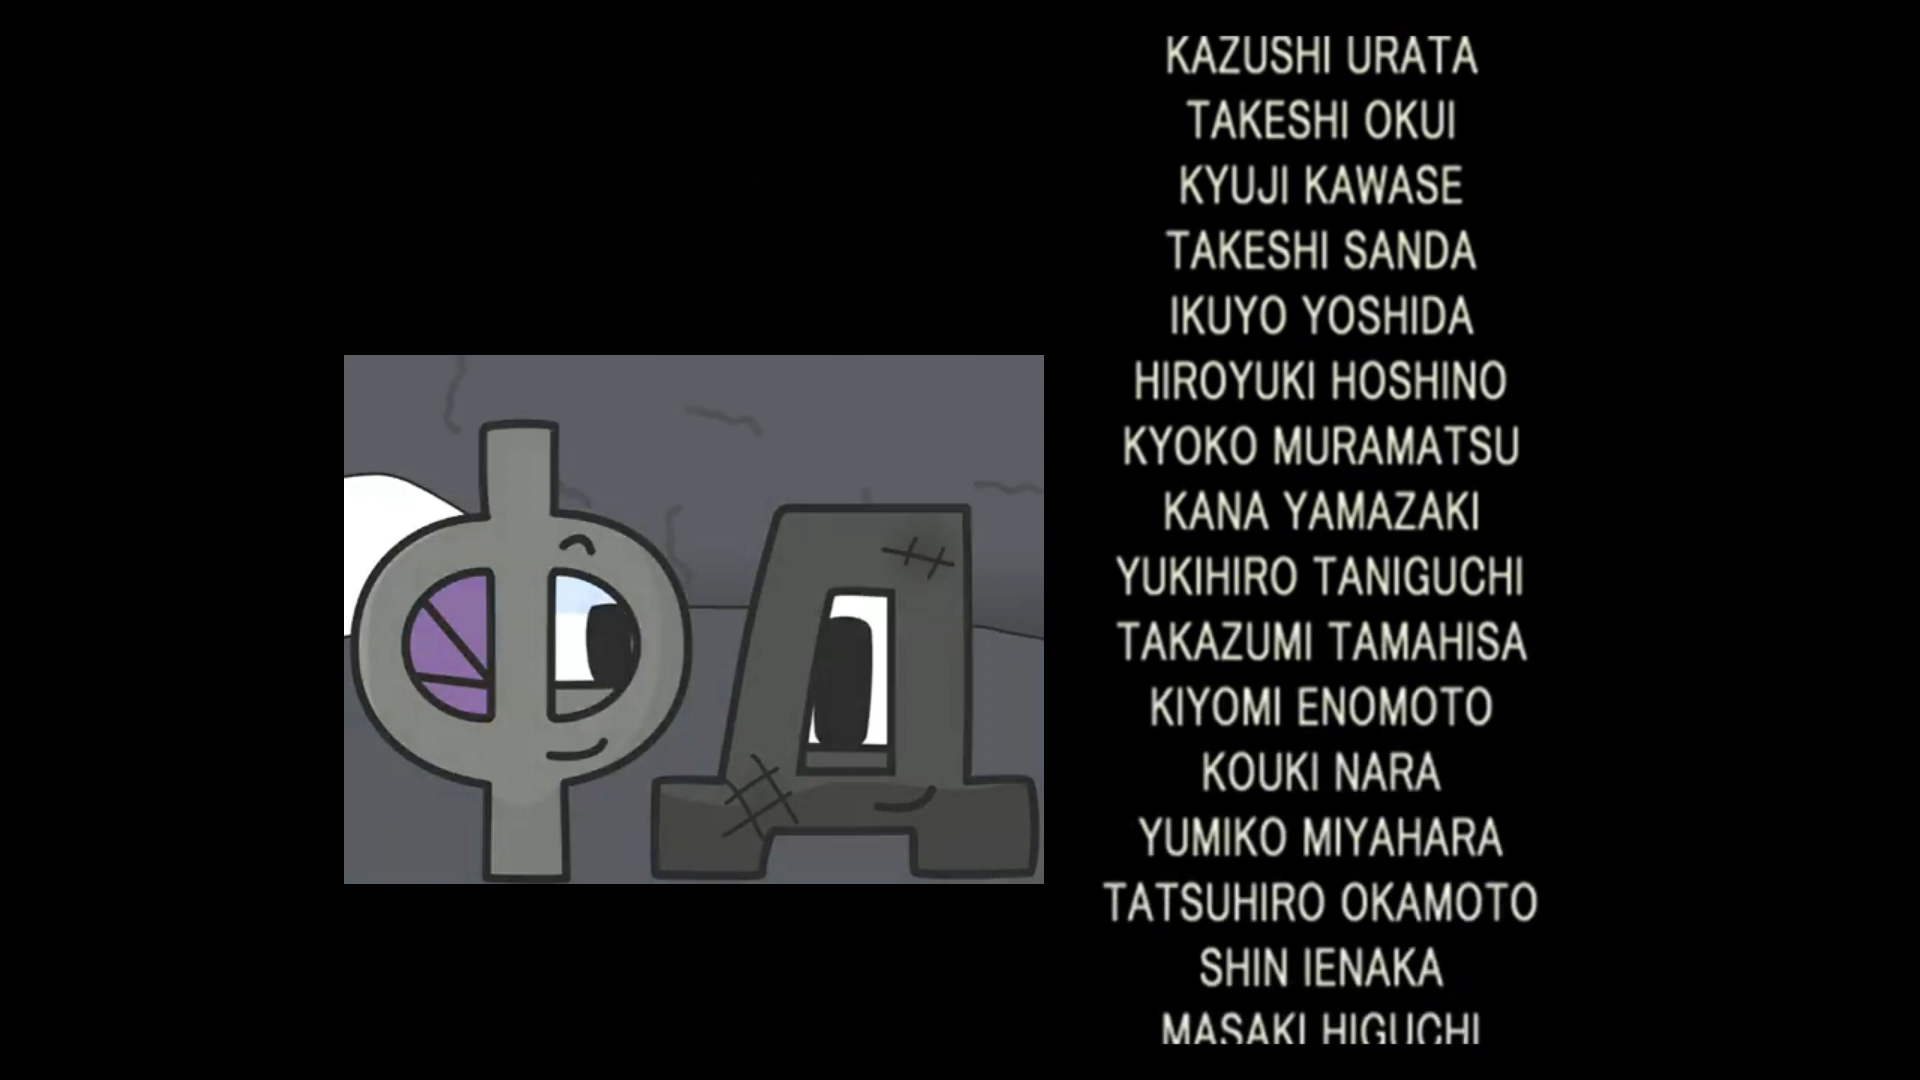 KAZUSHI URATA
TAKESHI OKUI
KYUJI KAWASE
TAKESHI SANDA
IKUYO YOSHIDA
HIROYUKI HOSHINO
KYOKO MURAMATSU
KANA YAMAZAKI
YUKIHIRO TANIGUCHI
TAKAZUMI TAMAHISA
KIYOMI ENOMOTO
KOUKI NARA
YUMIKO MIYAHARA
TATSUHIRO OKAMOTO
SHIN IENAKA
MASAKI HIGUCHI
Ф Д